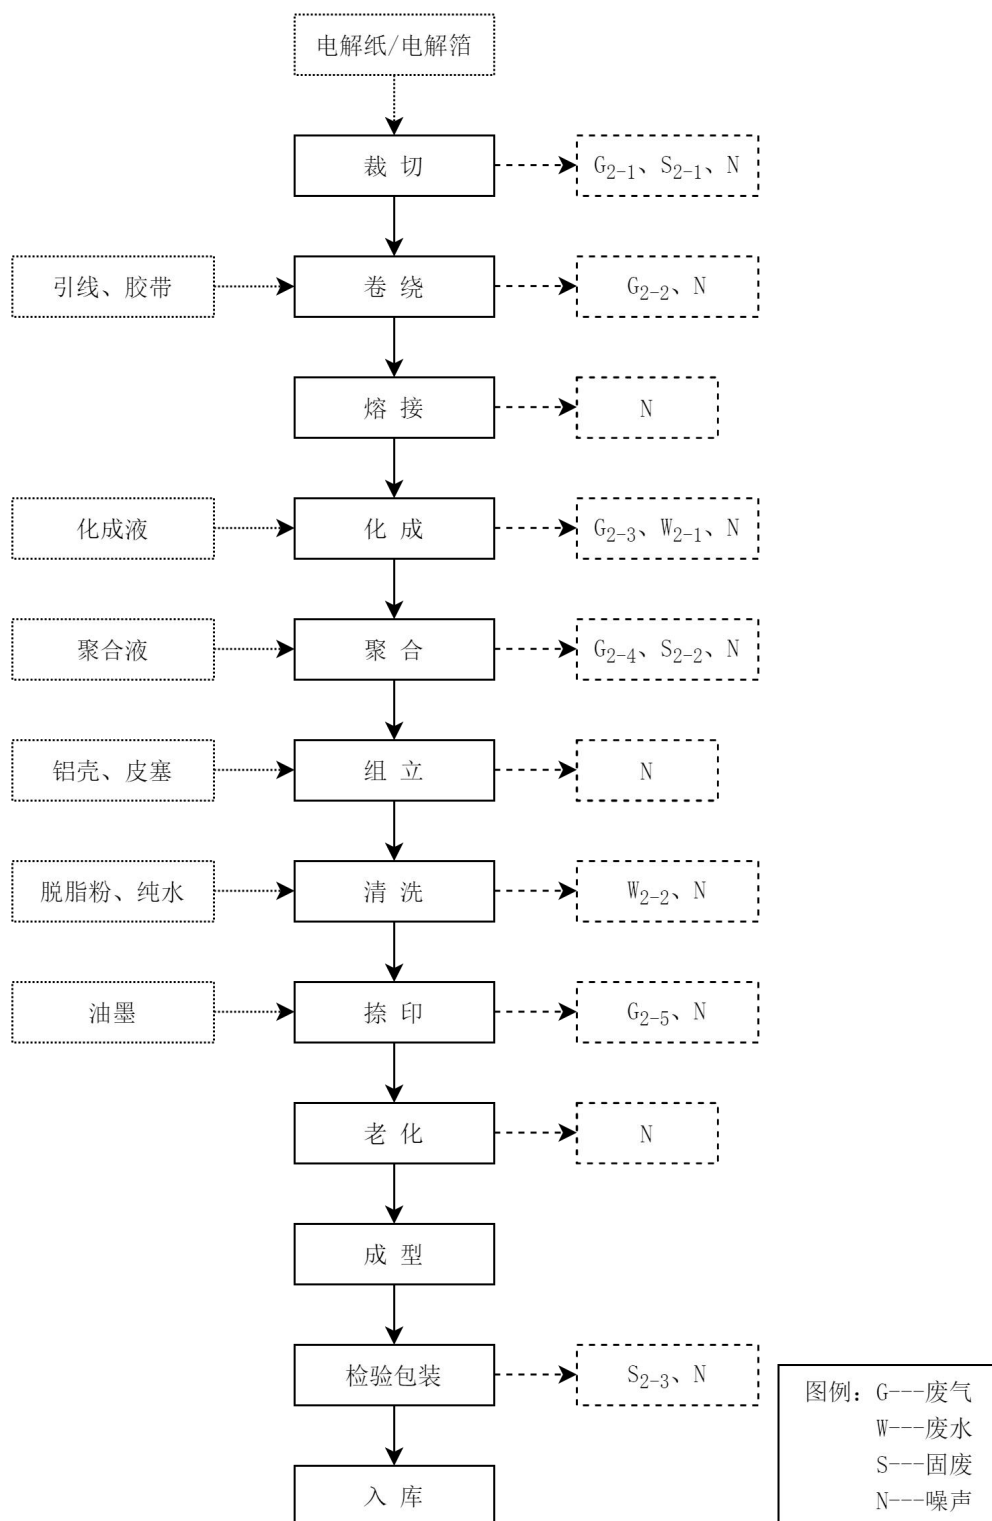 电解纸/电解箔
裁 切
G2-1、S2-1、N
引线、胶带
卷 绕
G2-2、N
熔 接
N
化成液
化 成
G2-3、W2-1、N
聚合液
聚 合
G2-4、S2-2、N
铝壳、皮塞
组 立
N
脱脂粉、纯水
清 洗
W2-2、N
油墨
捺 印
G2-5、N
老 化
N
成 型
检验包装
S2-3、N
入 库
图例：G---废气
W---废水
S---固废
N---噪声